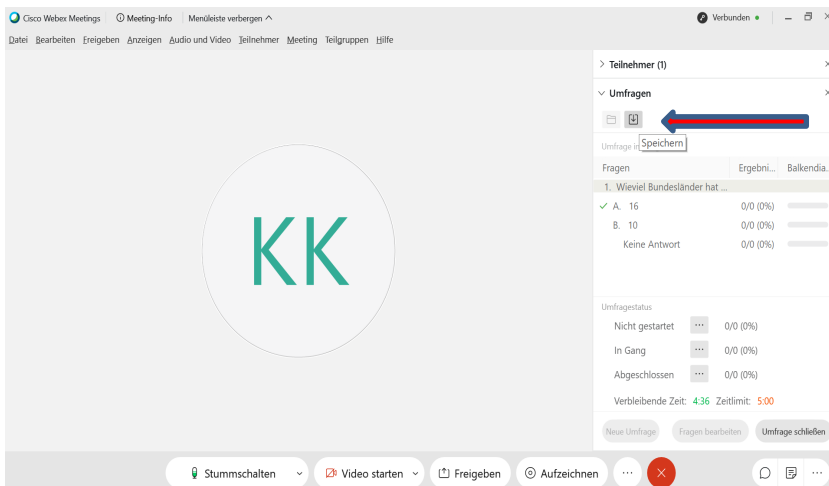 Cisco Webex Meetings Meeting-Info Menüleiste verbergen Verbunden
Datei Bearbeiten Freigeben Anzeigen Audio und Video Teilnehmer Meeting Teilgruppen Hilfe
Teilnehmer (1)
Umfragen
Umfrage in
Speichern
Fragen Ergebni... Balkendia...
1. Wieviel Bundesländer hat ...
A. 16 0/0 (0%)
B. 10 0/0 (0%)
Keine Antwort 0/0 (0%)
KK
Umfragestatus
Nicht gestartet ... 0/0 (0%)
In Gang ... 0/0 (0%)
Abgeschlossen ... 0/0 (0%)
Verbleibende Zeit: 4:36 Zeitlimit: 5:00
Neue Umfrage Fragen bearbeiten Umfrage schließen
Stummschalten Video starten Freigeben Aufzeichnen ... ...